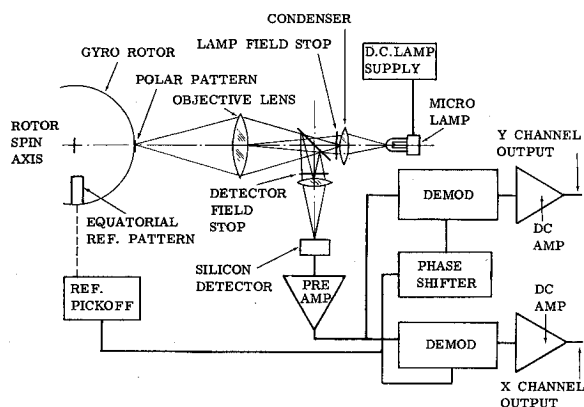 CONDENSER
LAMP FIELD STOP
GYRO ROTOR
POLAR PATTERN
OBJECTIVE LENS
D.C. LAMP
SUPPLY
MICRO
LAMP
ROTOR
SPIN
AXIS
Y CHANNEL
OUTPUT
DETECTOR
FIELD
STOP
EQUATORIAL
REF. PATTERN
DEMOD
DC
AMP
SILICON
DETECTOR
PHASE
SHIFTER
DC
AMP
REF.
PICKOFF
PRE
AMP
DEMOD
X CHANNEL
OUTPUT